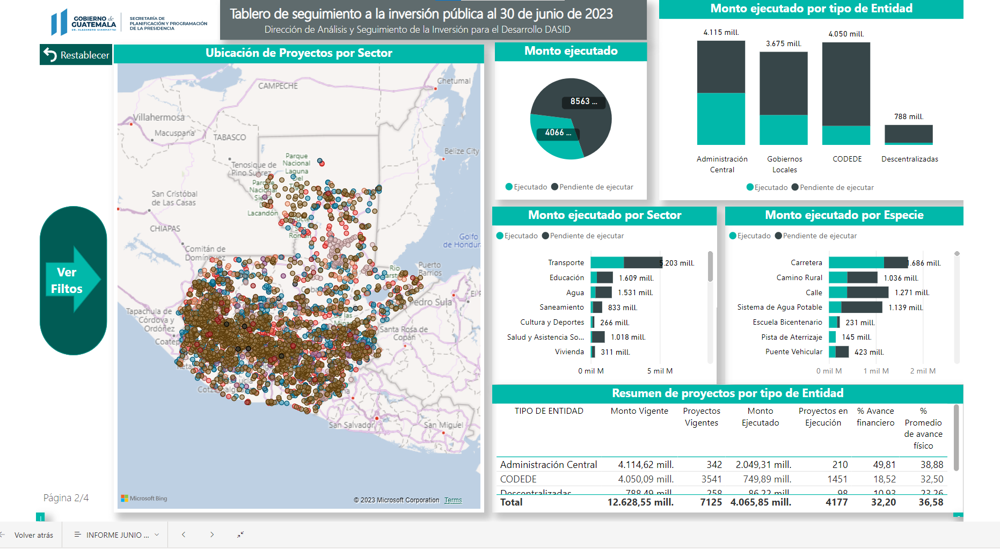 GOBIERNO de
GUATEMALA
DR. ALEJANDRO GIAMMATTEI
SECRETARÍA DE
PLANIFICACIÓN Y PROGRAMACIÓN
DE LA PRESIDENCIA
Tablero de seguimiento a la inversión pública al 30 de junio de 2023
Dirección de Análisis y Seguimiento de la Inversión para el Desarrollo DASID
Restablecer
Ver
Filtos
Página 2/4
Ubicación de Proyectos por Sector
CAMPECHE
Chetumal
Villahermosa
Macuspana
TABASCO
Belize City
Tenosique de
Pino Suárez
Parque
Nacional
Laguna
Del
Parque
Nacional
Lacandón
San Cristóbal
de Las Casas
CHIAPAS
Golfo
de Hondur
Comitán de
Domínguez
Puerto
Barrios
Pedro Sula
Tapachula de
Córdova y
Ordóñez
Santa Rosa de
Copán
San Salvador
San Miguel
Microsoft Bing
© 2023 Microsoft Corporation Terms
Monto ejecutado
8563 ...
4066 ...
Ejecutado Pendiente de ejecutar
Monto ejecutado por tipo de Entidad
4.115 mill.
3.675 mill.
4.050 mill.
788 mill.
Administración
Central
Gobiernos
Locales
CODEDE
Descentralizadas
Ejecutado Pendiente de ejecutar
Monto ejecutado por Sector
Ejecutado Pendiente de ejecutar
Transporte 5.203 mill.
Educación 1.609 mill.
Agua 1.531 mill.
Saneamiento 833 mill.
Cultura y Deportes 266 mill.
Salud y Asistencia So... 1.018 mill.
Vivienda 311 mill.
0 mil M 5 mil M
Monto ejecutado por Especie
Ejecutado Pendiente de ejecutar
Carretera 1.686 mill.
Camino Rural 1.036 mill.
Calle 1.271 mill.
Sistema de Agua Potable 1.139 mill.
Escuela Bicentenario 231 mill.
Pista de Aterrizaje 145 mill.
Puente Vehicular 423 mill.
0 mil M 1 mil M 2 mil M
Resumen de proyectos por tipo de Entidad
TIPO DE ENTIDAD Monto Vigente Proyectos Vigentes Monto Ejecutado Proyectos en Ejecución % Avance financiero % Promedio de avance físico
Administración Central 4.114,62 mill. 342 2.049,31 mill. 210 49,81 38,88
CODEDE 4.050,09 mill. 3541 749,89 mill. 1451 18,52 32,50
Descentralizadas 788,49 mill. 258 86,22 mill. 98 10,93 23,26
Total 12.628,55 mill. 7125 4.065,85 mill. 4177 32,20 36,58
Volver atrás
INFORME JUNIO ...